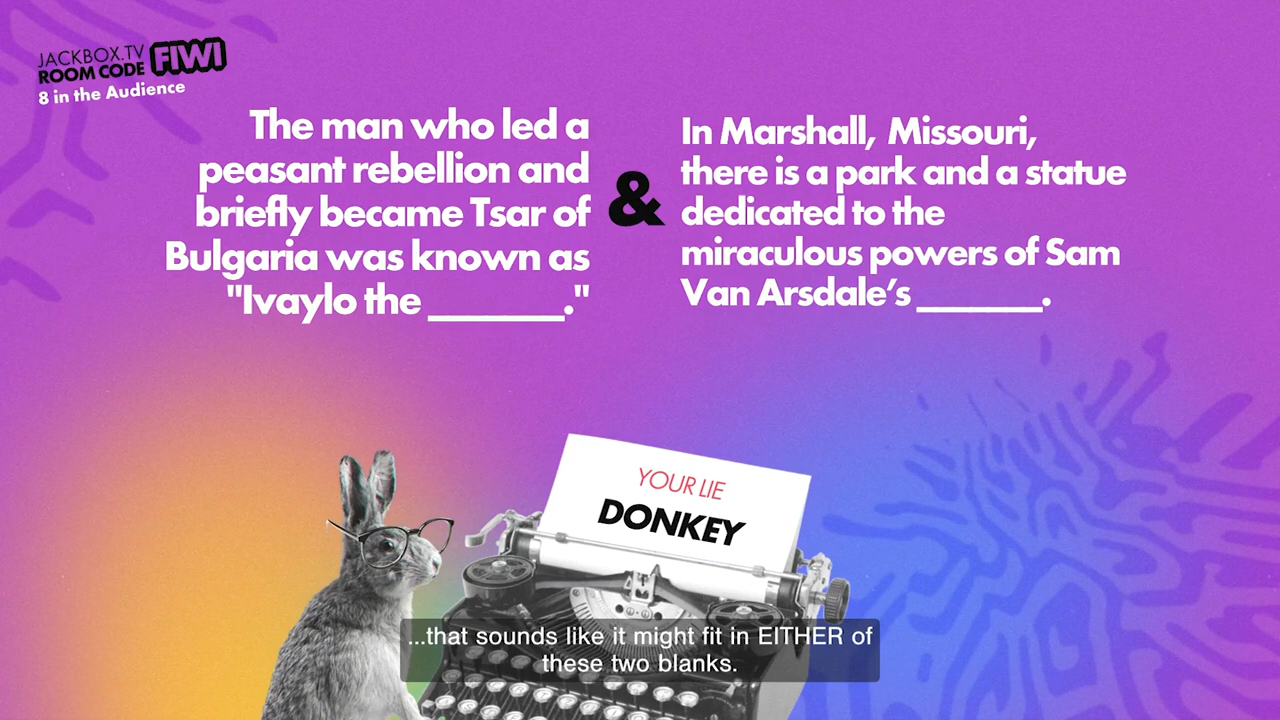 JACKBOX.TV
ROOM CODE FIWI
8 in the Audience
The man who led a
peasant rebellion and
briefly became Tsar of
Bulgaria was known as
"Ivaylo the ______."
&
In Marshall, Missouri,
there is a park and a statue
dedicated to the
miraculous powers of Sam
Van Arsdale’s ______.
YOUR LIE
DONKEY
...that sounds like it might fit in EITHER of
these two blanks.